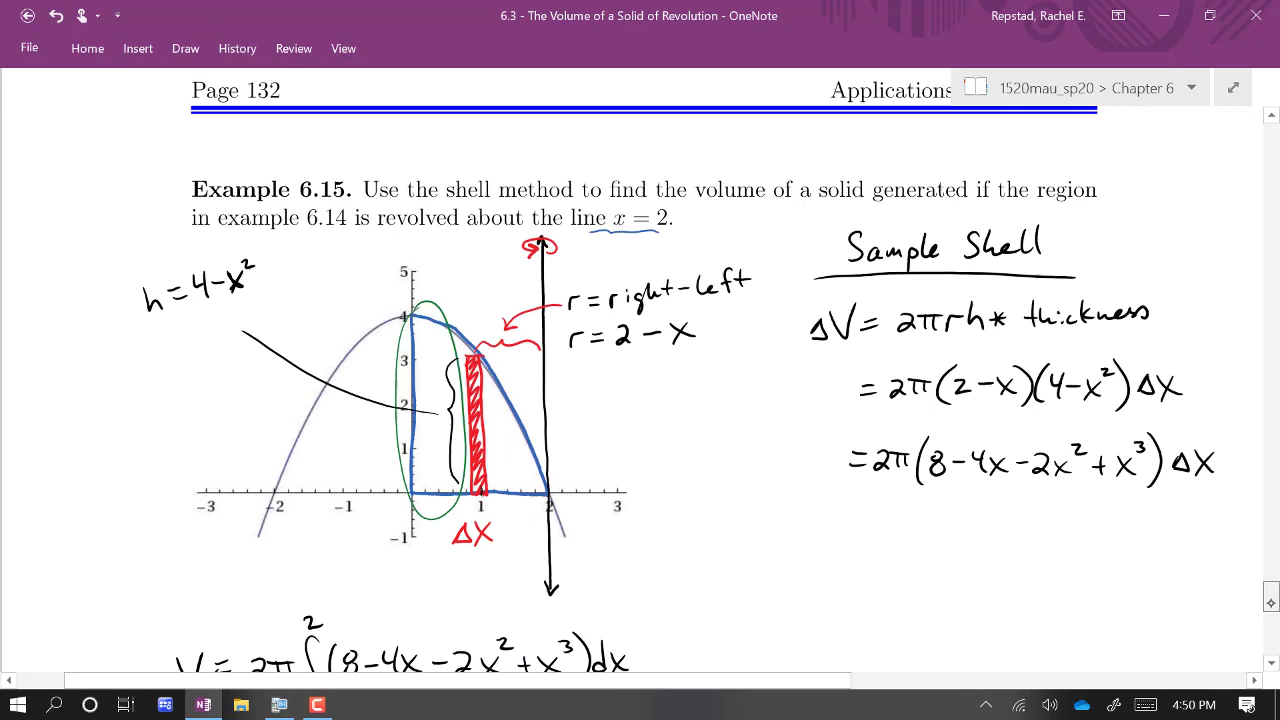 6.3 - The Volume of a Solid of Revolution - OneNote
Repstad, Rachel E.
File Home Insert Draw History Review View
Page 132
Applications
1520mau_sp20 > Chapter 6
Example 6.15. Use the shell method to find the volume of a solid generated if the region
in example 6.14 is revolved about the line x = 2.
Sample Shell
h = 4-x²
r = right-left
r = 2 - x
ΔV = 2πrh * thickness
= 2π(2-x)(4-x²) Δx
= 2π(8-4x-2x²+x³) Δx
5
4
3
2
1
-3 -2 -1 1 2 3
-1
Δx
2
V = 2π∫(8-4x-2x²+x³)dx
4:50 PM